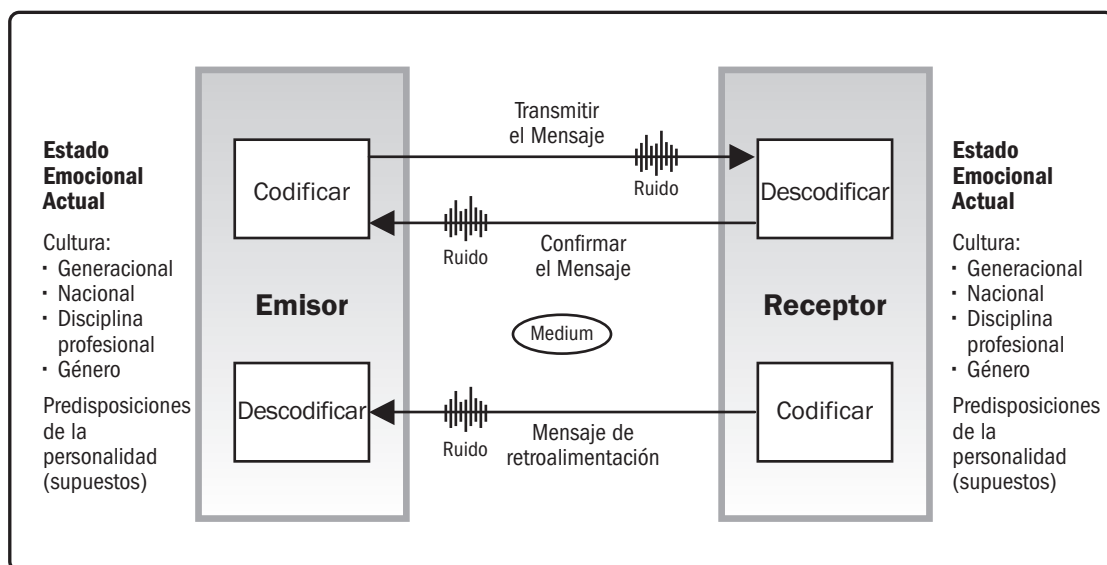 Estado
Emocional
Actual
Cultura:
· Generacional
· Nacional
· Disciplina
profesional
· Género
Predisposiciones
de la
personalidad
(supuestos)
Codificar
Emisor
Descodificar
Transmitir
el Mensaje
Ruido
Ruido
Confirmar
el Mensaje
Medium
Ruido
Mensaje de
retroalimentación
Descodificar
Receptor
Codificar
Estado
Emocional
Actual
Cultura:
· Generacional
· Nacional
· Disciplina
profesional
· Género
Predisposiciones
de la
personalidad
(supuestos)